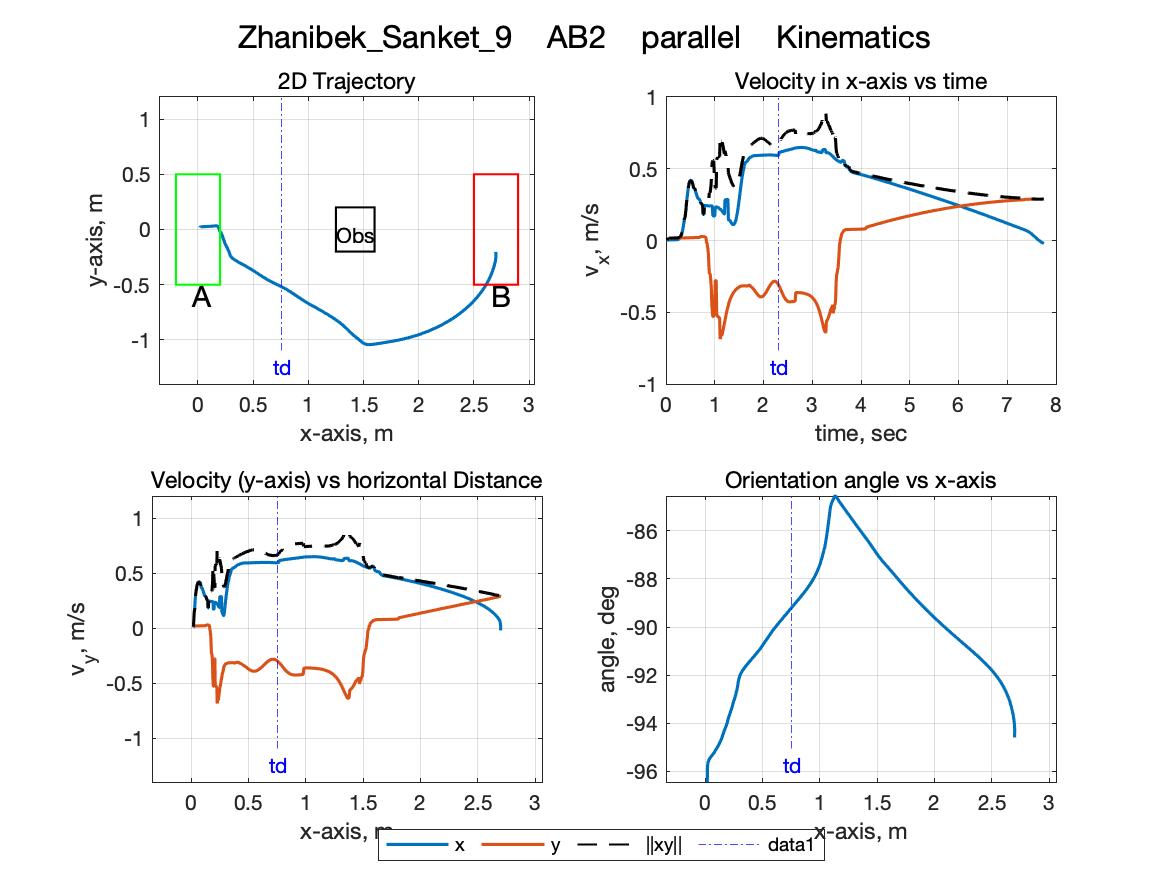 Zhanibek_Sanket_9 AB2 parallel Kinematics
2D Trajectory
1
0.5
0
-0.5
-1
y-axis, m
A
Obs
B
td
0 0.5 1 1.5 2 2.5 3
x-axis, m
Velocity in x-axis vs time
1
0.5
0
-0.5
-1
v_x, m/s
td
0 1 2 3 4 5 6 7 8
time, sec
Velocity (y-axis) vs horizontal Distance
1
0.5
0
-0.5
-1
v_y, m/s
td
0 0.5 1 1.5 2 2.5 3
x-axis, m
Orientation angle vs x-axis
-86
-88
-90
-92
-94
-96
angle, deg
td
0 0.5 1 1.5 2 2.5 3
x-axis, m
x y ||xy|| data1